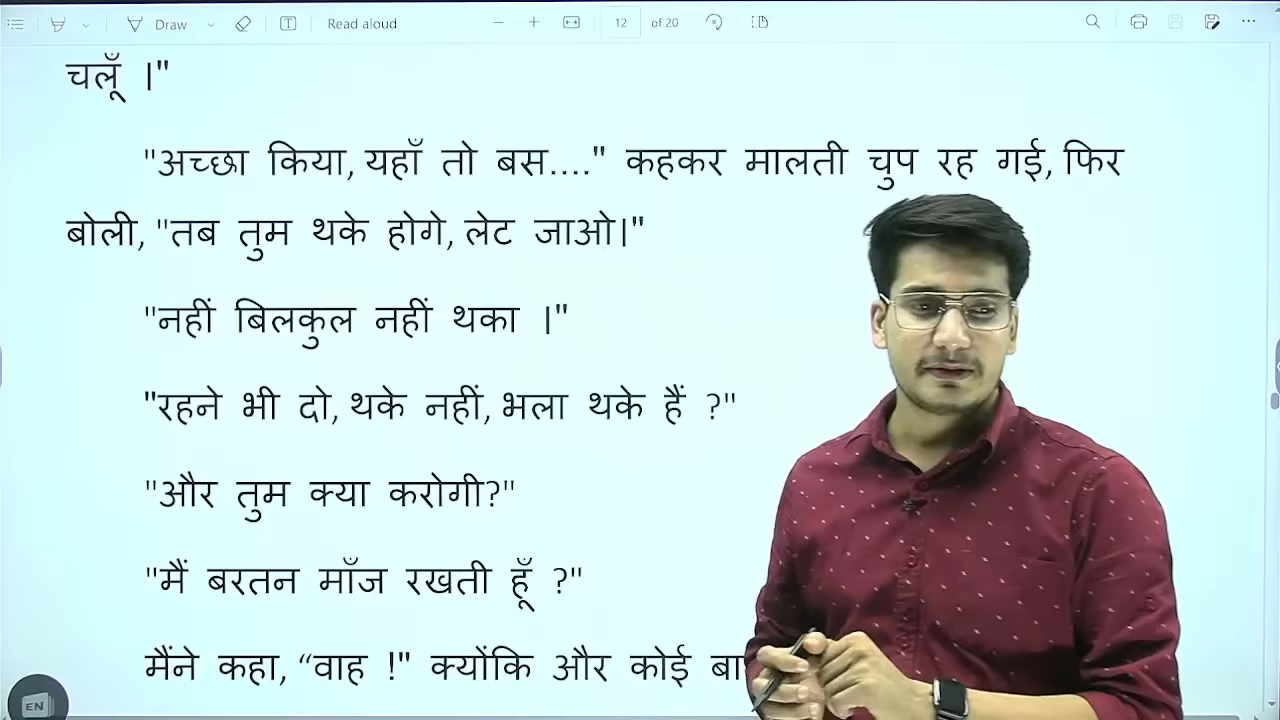 Draw
Read aloud
12 of 20
चलूँ ।"
"अच्छा किया, यहाँ तो बस...." कहकर मालती चुप रह गई, फिर
बोली, "तब तुम थके होगे, लेट जाओ।"
"नहीं बिलकुल नहीं थका ।"
"रहने भी दो, थके नहीं, भला थके हैं ?"
"और तुम क्या करोगी?"
"मैं बरतन माँज रखती हूँ ?"
मैंने कहा, “वाह !" क्योंकि और कोई
EN